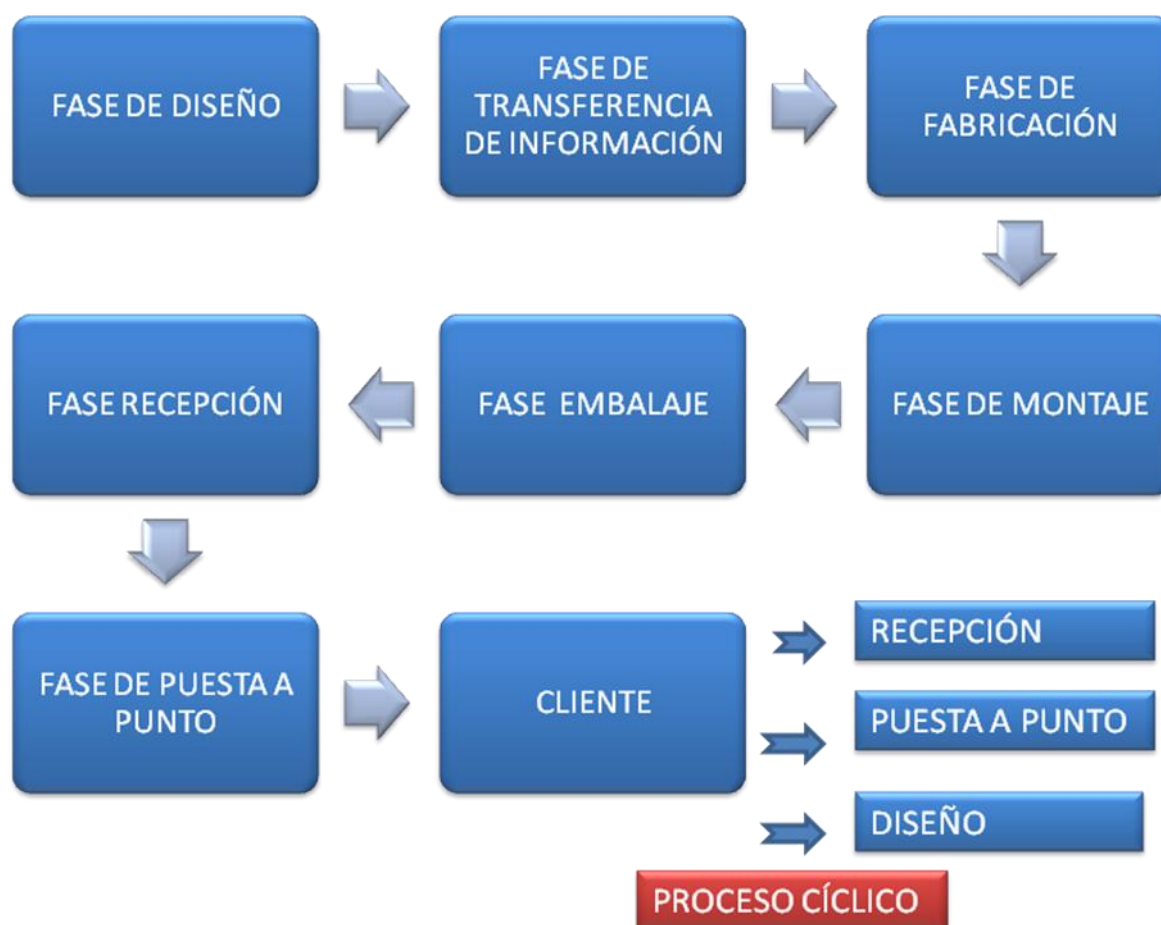 FASE DE DISEÑO
FASE DE
TRANSFERENCIA
DE INFORMACIÓN
FASE DE
FABRICACIÓN
FASE RECEPCIÓN
FASE EMBALAJE
FASE DE MONTAJE
FASE DE PUESTA A
PUNTO
CLIENTE
RECEPCIÓN
PUESTA A PUNTO
DISEÑO
PROCESO CÍCLICO